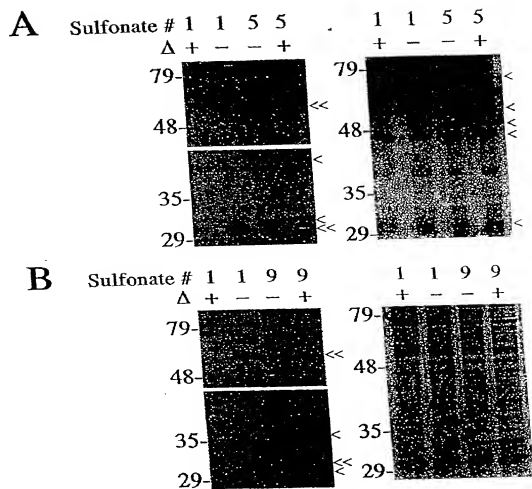 A
Sulfonate # 1 1 5 5
Δ + − − +
79-
48-
35-
29-
<<
<
<
<<
1 1 5 5
+ − − +
79-
48-
35-
29-
<
<
<
<
<
B
Sulfonate # 1 1 9 9
Δ + − − +
79-
48-
35-
29-
<<
<
<<
<
1 1 9 9
+ − − +
79-
48-
35-
29-